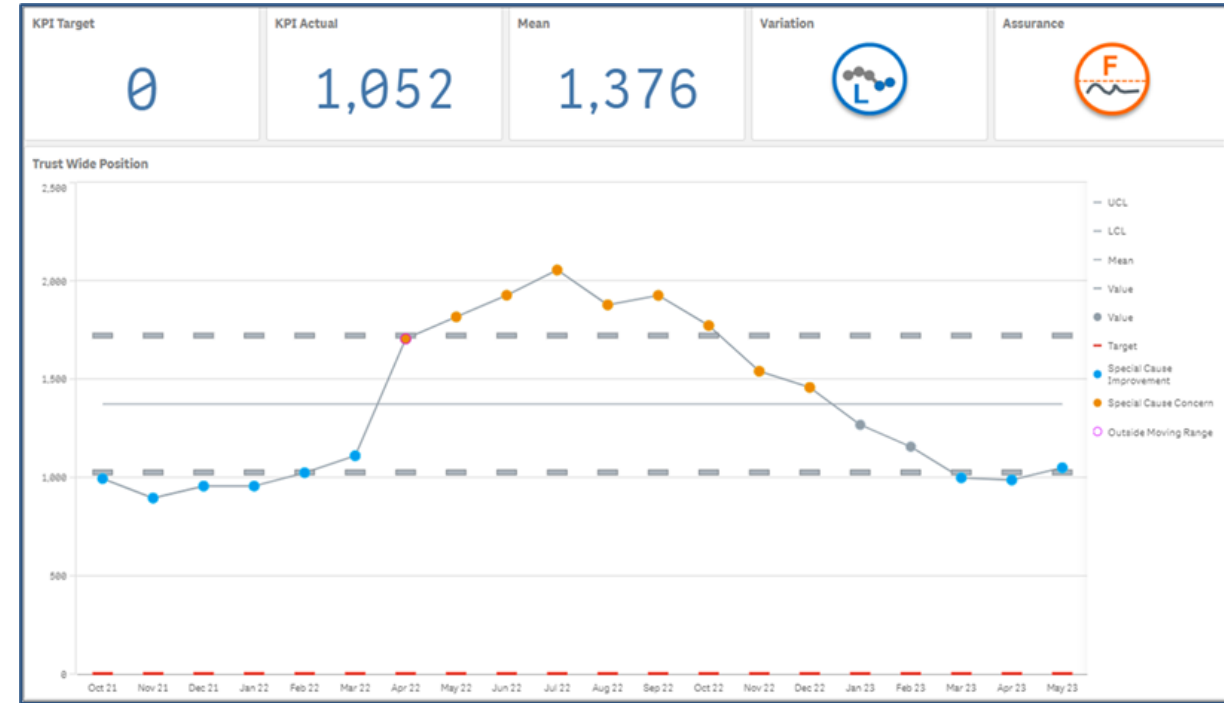 KPI Target
KPI Actual
Mean
Variation
Assurance
0
1,052
1,376
L
F
Trust Wide Position
2,500
2,000
1,500
1,000
500
0
Oct 21 Nov 21 Dec 21 Jan 22 Feb 22 Mar 22 Apr 22 May 22 Jun 22 Jul 22 Aug 22 Sep 22 Oct 22 Nov 22 Dec 22 Jan 23 Feb 23 Mar 23 Apr 23 May 23
UCL
LCL
Mean
Value
Value
Target
Special Cause
Improvement
Special Cause Concern
Outside Moving Range